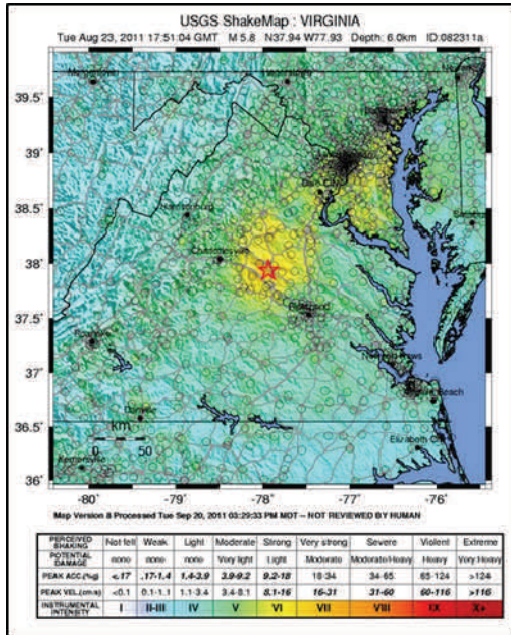 USGS ShakeMap : VIRGINIA
Tue Aug 23, 2011 17:51:04 GMT M 5.8 N37.94 W77.93 Depth: 6.0km ID:082311a
39.5˚
39˚
38.5˚
38˚
37.5˚
37˚
36.5˚
36˚
Charlottesville
Richmond
Roanoke
Danville
Elizabeth City
Kernersville
km
0 50
-80˚ -79˚ -78˚ -77˚ -76˚
Map Version 8 Processed Tue Sep 20, 2011 03:29:33 PM MDT -- NOT REVIEWED BY HUMAN
PERCEIVED SHAKING Not felt Weak Light Moderate Strong Very strong Severe Violent Extreme
POTENTIAL DAMAGE none none none Very light Light Moderate Moderate/Heavy Heavy Very Heavy
PEAK ACC.(%g) <.17 .17-1.4 1.4-3.9 3.9-9.2 9.2-18 18-34 34-65 65-124 >124
PEAK VEL.(cm/s) <0.1 0.1-1.1 1.1-3.4 3.4-8.1 8.1-16 16-31 31-60 60-116 >116
INSTRUMENTAL INTENSITY I II-III IV V VI VII VIII IX X+